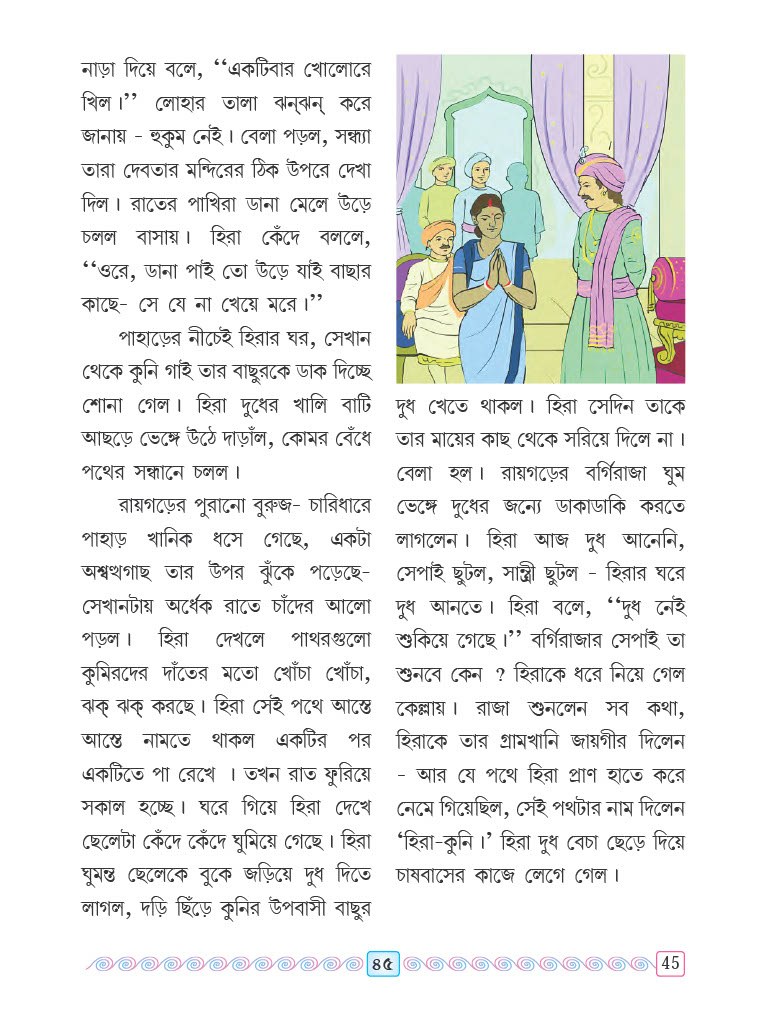 নাড়া দিয়ে বলে, ‘‘একটিবার খোলোরে
খিল।’’ লোহার তালা ঝন্‌ঝন্‌ করে
জানায় - হুকুম নেই। বেলা পড়ল, সন্ধ্যা
তারা দেবতার মন্দিরের ঠিক উপরে দেখা
দিল। রাতের পাখিরা ডানা মেলে উড়ে
চলল বাসায়। হিরা কেঁদে বললে,
‘‘ওরে, ডানা পাই তো উড়ে যাই বাছার
কাছে- সে যে না খেয়ে মরে।’’
পাহাড়ের নীচেই হিরার ঘর, সেখান
থেকে কুনি গাই তার বাছুরকে ডাক দিচ্ছে
শোনা গেল। হিরা দুধের খালি বাটি
আছড়ে ভেঙ্গে উঠে দাড়াঁল, কোমর বেঁধে
পথের সন্ধানে চলল।
রায়গড়ের পুরানো বুরুজ- চারিধারে
পাহাড় খানিক ধসে গেছে, একটা
অশ্বত্থগাছ তার উপর ঝুঁকে পড়েছে-
সেখানটায় অর্ধেক রাতে চাঁদের আলো
পড়ল। হিরা দেখলে পাথরগুলো
কুমিরদের দাঁতের মতো খোঁচা খোঁচা,
ঝক্‌ ঝক্‌ করছে। হিরা সেই পথে আস্তে
আস্তে নামতে থাকল একটির পর
একটিতে পা রেখে । তখন রাত ফুরিয়ে
সকাল হচ্ছে। ঘরে গিয়ে হিরা দেখে
ছেলেটা কেঁদে কেঁদে ঘুমিয়ে গেছে। হিরা
ঘুমন্ত ছেলেকে বুকে জড়িয়ে দুধ দিতে
লাগল, দড়ি ছিঁড়ে কুনির উপবাসী বাছুর
দুধ খেতে থাকল। হিরা সেদিন তাকে
তার মায়ের কাছ থেকে সরিয়ে দিলে না।
বেলা হল। রায়গড়ের বর্গিরাজা ঘুম
ভেঙ্গে দুধের জন্যে ডাকাডাকি করতে
লাগলেন। হিরা আজ দুধ আনেনি,
সেপাই ছুটল, সান্ত্রী ছুটল - হিরার ঘরে
দুধ আনতে। হিরা বলে, ‘‘দুধ নেই
শুকিয়ে গেছে।’’ বর্গিরাজার সেপাই তা
শুনবে কেন ? হিরাকে ধরে নিয়ে গেল
কেল্লায়। রাজা শুনলেন সব কথা,
হিরাকে তার গ্রামখানি জায়গীর দিলেন
- আর যে পথে হিরা প্রাণ হাতে করে
নেমে গিয়েছিল, সেই পথটার নাম দিলেন
‘হিরা-কুনি।’ হিরা দুধ বেচা ছেড়ে দিয়ে
চাষবাসের কাজে লেগে গেল।
৪৫
45